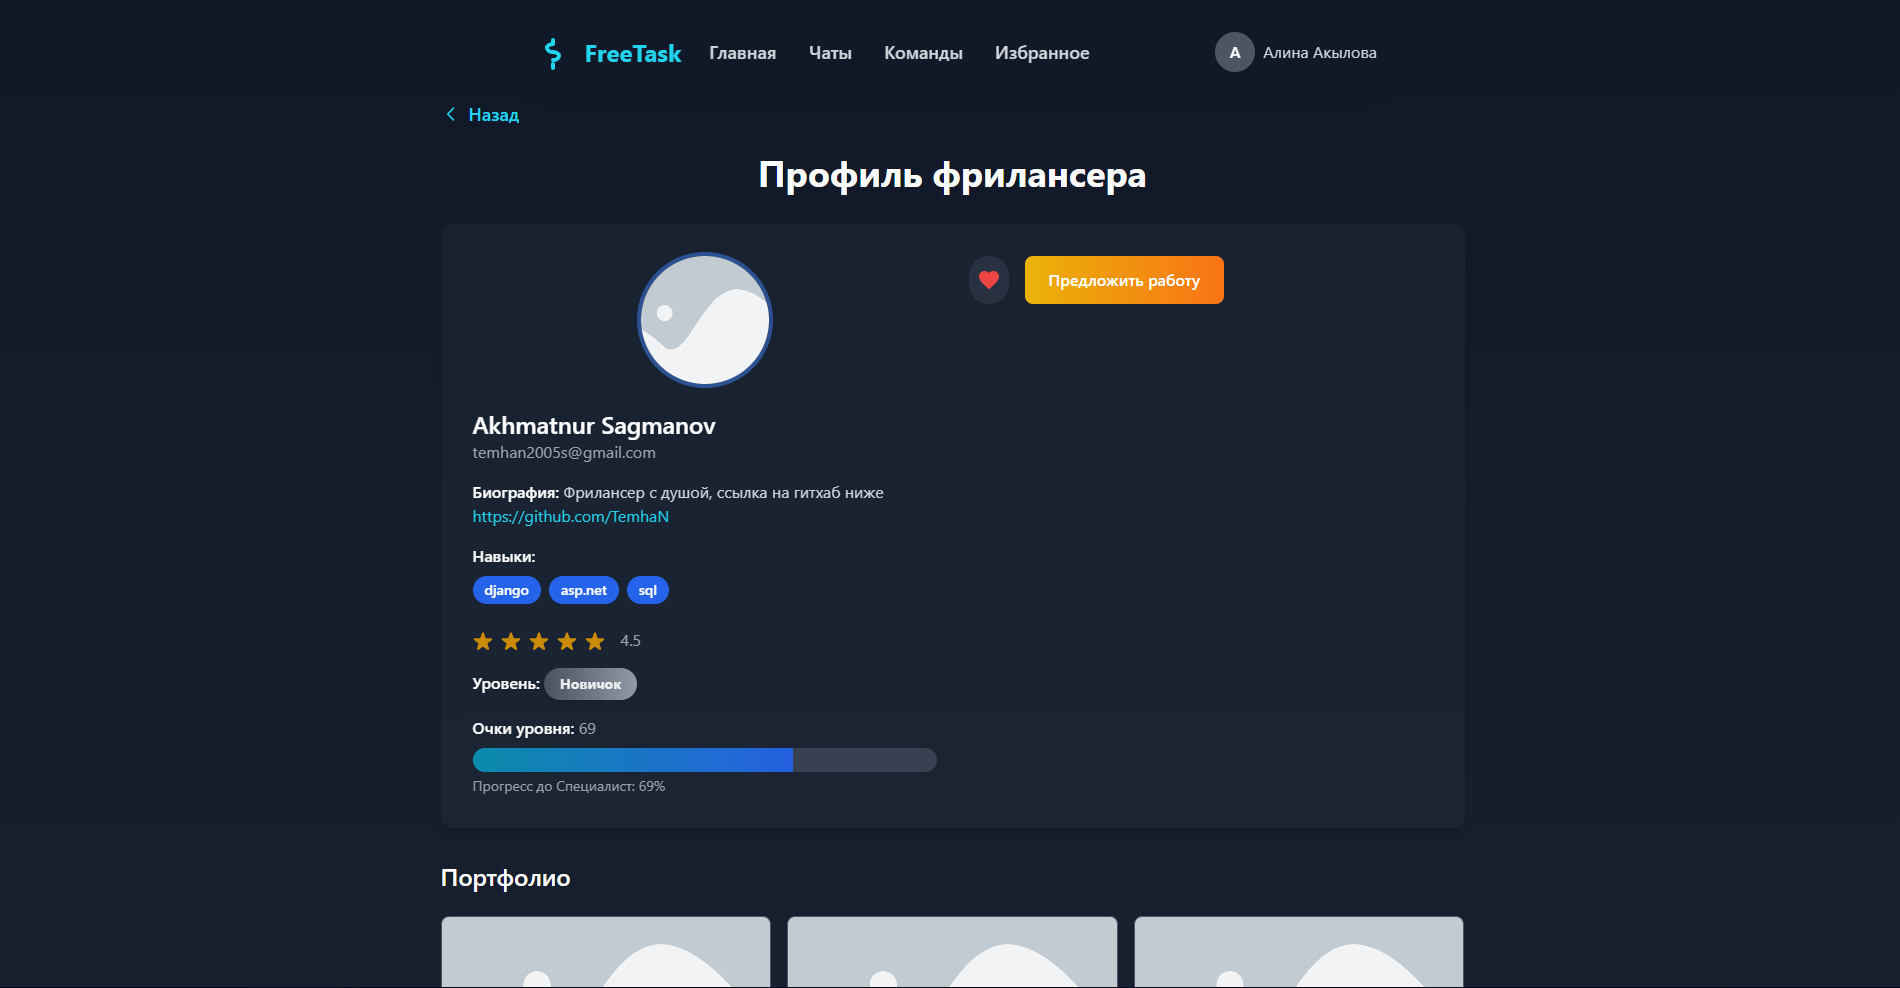 FreeTask Главная Чаты Команды Избранное A Алина Акылова
Назад
Профиль фрилансера
Предложить работу
Akhmatnur Sagmanov
temhan2005s@gmail.com
Биография: Фрилансер с душой, ссылка на гитхаб ниже
https://github.com/TemhaN
Навыки:
django asp.net sql
4.5
Уровень: Новичок
Очки уровня: 69
Прогресс до Специалист: 69%
Портфолио